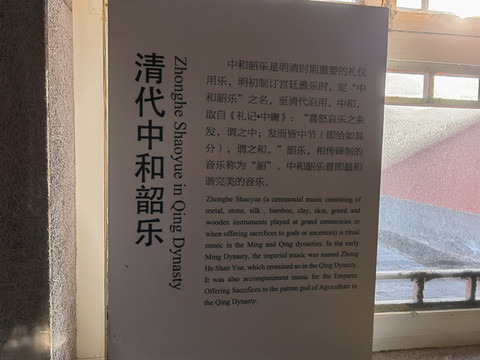 清代中和韶乐
Zhonghe Shaoyue in Qing Dynasty
中和韶乐是明清时期重要的礼仪
用乐，明初制订宫廷雅乐时，定“中
和韶乐”之名，至清代沿用。中和，
取自《礼记•中庸》：“喜怒哀乐之未
发，谓之中；发而皆中节（即恰如其
分），谓之和。”韶乐，相传舜制的
音乐称为“韶”。中和韶乐意即最和
谐完美的音乐。
Zhonghe Shaoyue (a ceremonial music consisting of
metal, stone, silk , bamboo, clay, skin, gourd and
wooden instruments played at grand ceremonies or
when offering sacrifices to gods or ancestors) is ritual
music in the Ming and Qing dynasties. In the early
Ming Dynasty, the imperial music was named Zhong
He Shao Yue, which remained so in the Qing Dynasty.
It was also accompaniment music for the Emperor
Offering Sacrifices to the patron god of Agriculture in
the Qing Dynasty.